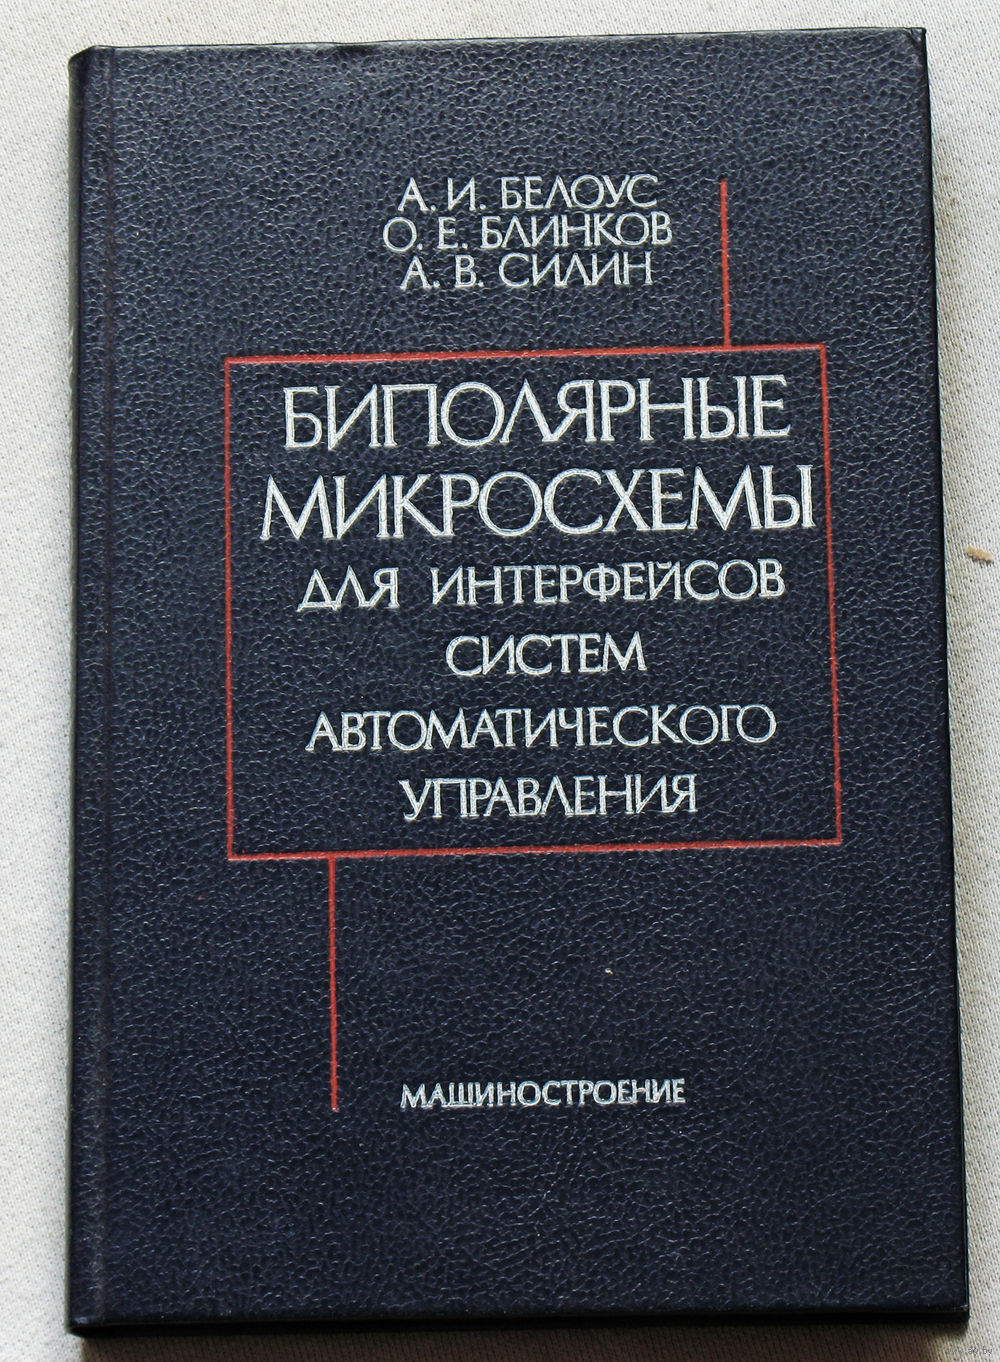 А. И. БЕЛОУС
О. Е. БЛИНКОВ
А. В. СИЛИН
БИПОЛЯРНЫЕ
МИКРОСХЕМЫ
ДЛЯ ИНТЕРФЕЙСОВ
СИСТЕМ
АВТОМАТИЧЕСКОГО
УПРАВЛЕНИЯ
МАШИНОСТРОЕНИЕ